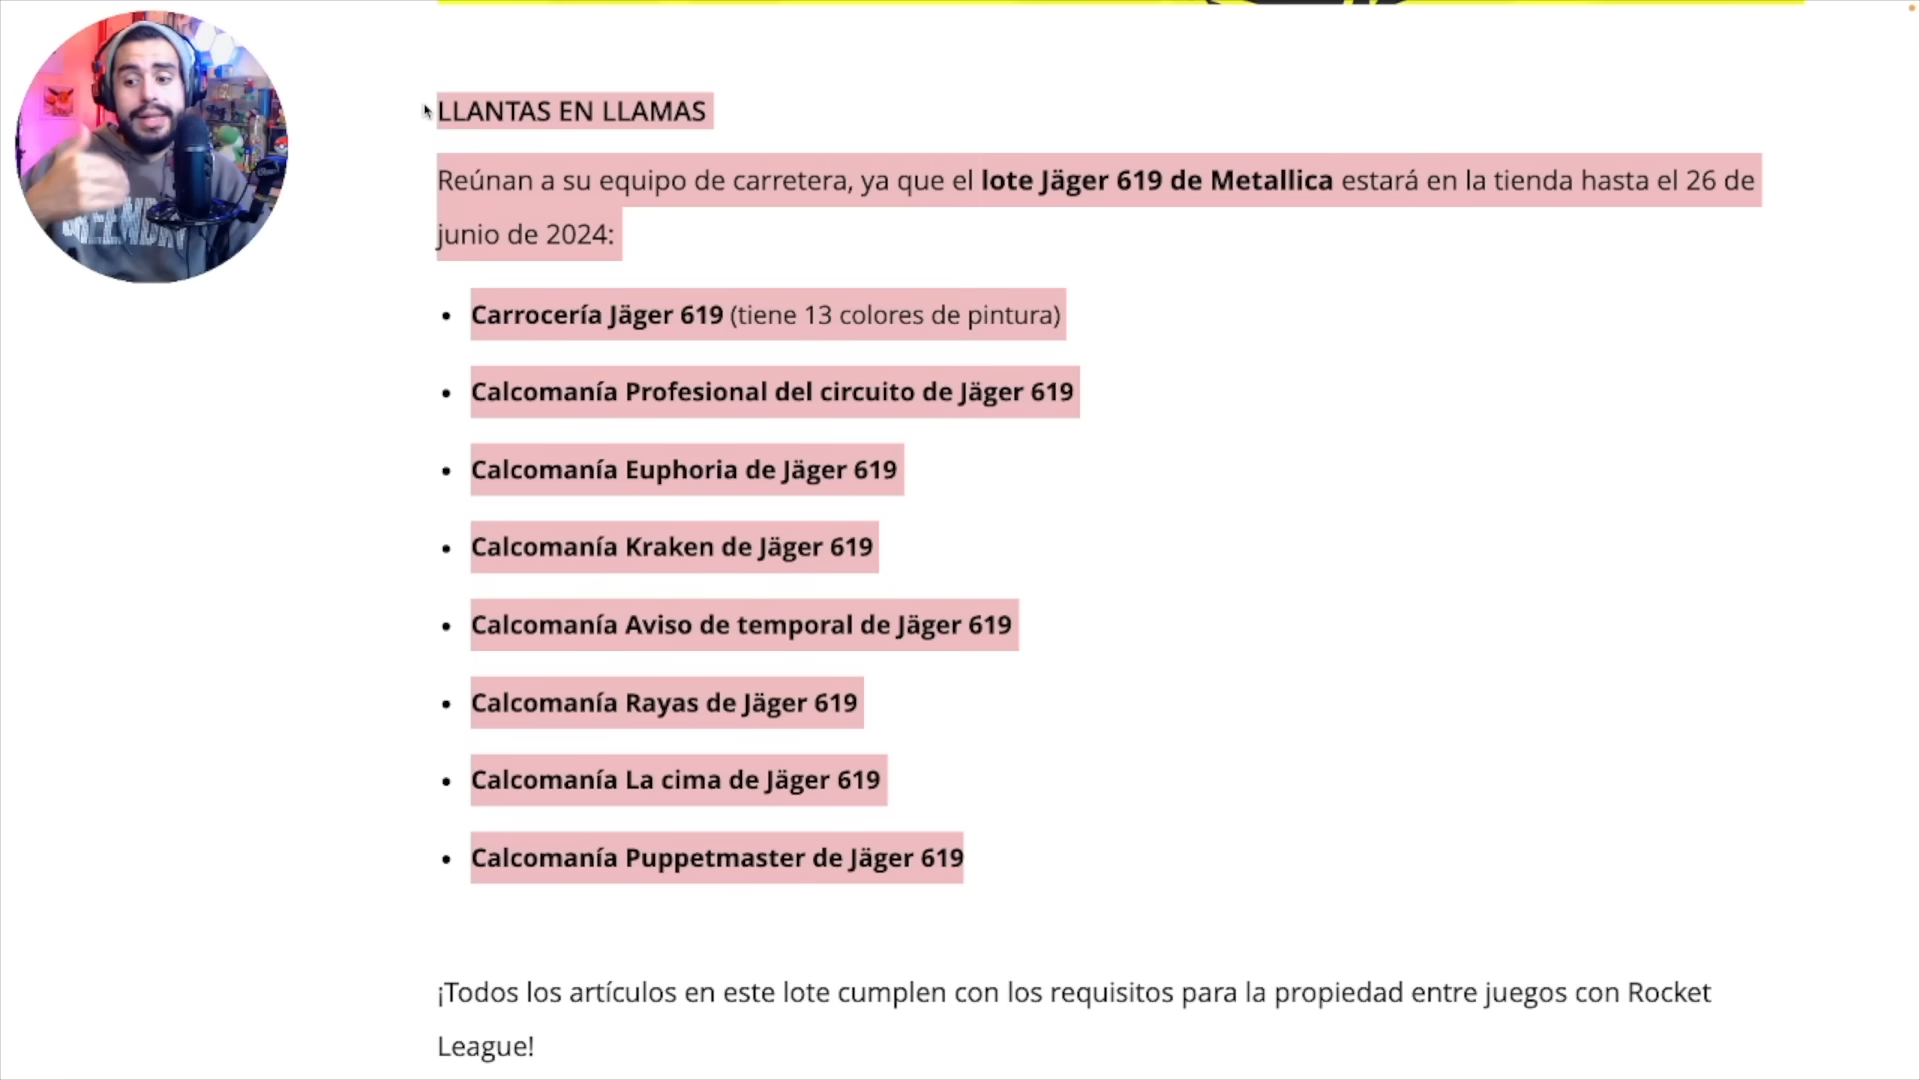 LLANTAS EN LLAMAS
Reúnan a su equipo de carretera, ya que el lote Jäger 619 de Metallica estará en la tienda hasta el 26 de
junio de 2024:
• Carrocería Jäger 619 (tiene 13 colores de pintura)
• Calcomanía Profesional del circuito de Jäger 619
• Calcomanía Euphoria de Jäger 619
• Calcomanía Kraken de Jäger 619
• Calcomanía Aviso de temporal de Jäger 619
• Calcomanía Rayas de Jäger 619
• Calcomanía La cima de Jäger 619
• Calcomanía Puppetmaster de Jäger 619
¡Todos los artículos en este lote cumplen con los requisitos para la propiedad entre juegos con Rocket
League!